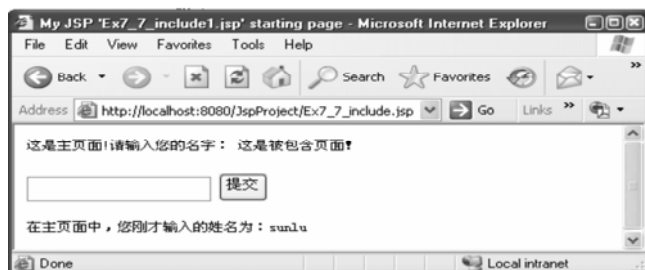 My JSP 'Ex7_7_include1.jsp' starting page - Microsoft Internet Explorer
File Edit View Favorites Tools Help
Back Search Favorites »
Address http://localhost:8080/JspProject/Ex7_7_include.jsp Go Links »
这是主页面!请输入您的名字： 这是被包含页面!
提交
在主页面中，您刚才输入的姓名为：sunlu
Done Local intranet